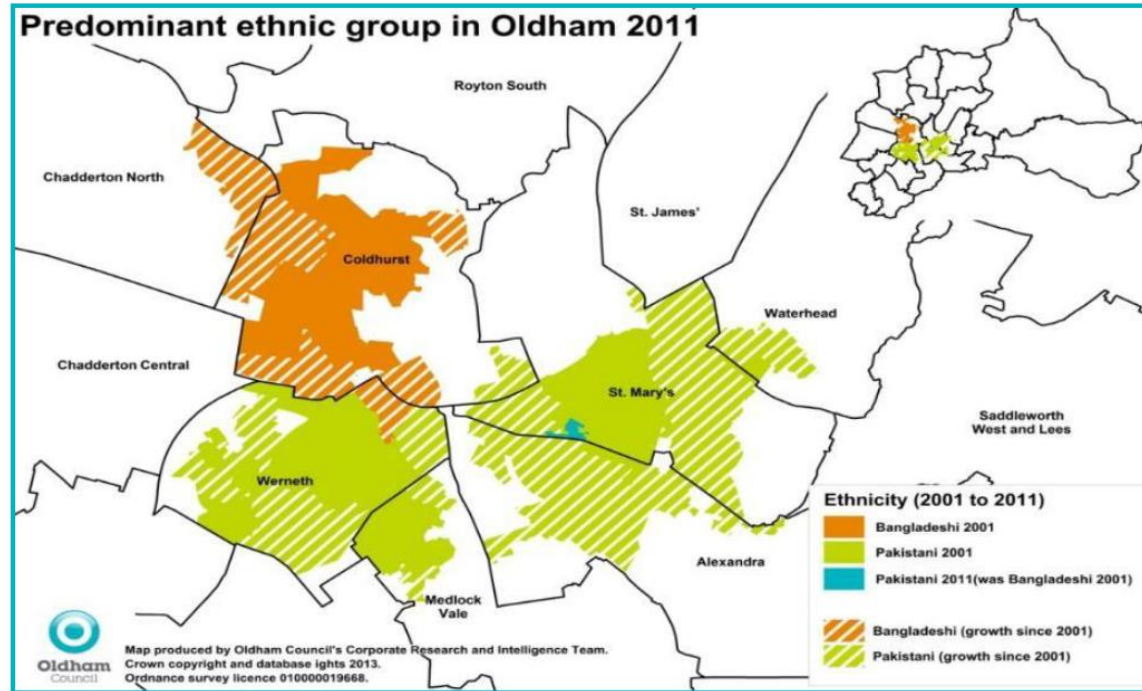 Predominant ethnic group in Oldham 2011
Royton South
Chadderton North
St. James'
Coldhurst
Waterhead
Chadderton Central
St. Mary's
Saddleworth
West and Lees
Werneth
Alexandra
Medlock
Vale
Ethnicity (2001 to 2011)
Bangladeshi 2001
Pakistani 2001
Pakistani 2011(was Bangladeshi 2001)
Bangladeshi (growth since 2001)
Pakistani (growth since 2001)
Oldham
Council
Map produced by Oldham Council's Corporate Research and Intelligence Team.
Crown copyright and database ights 2013.
Ordnance survey licence 010000019668.